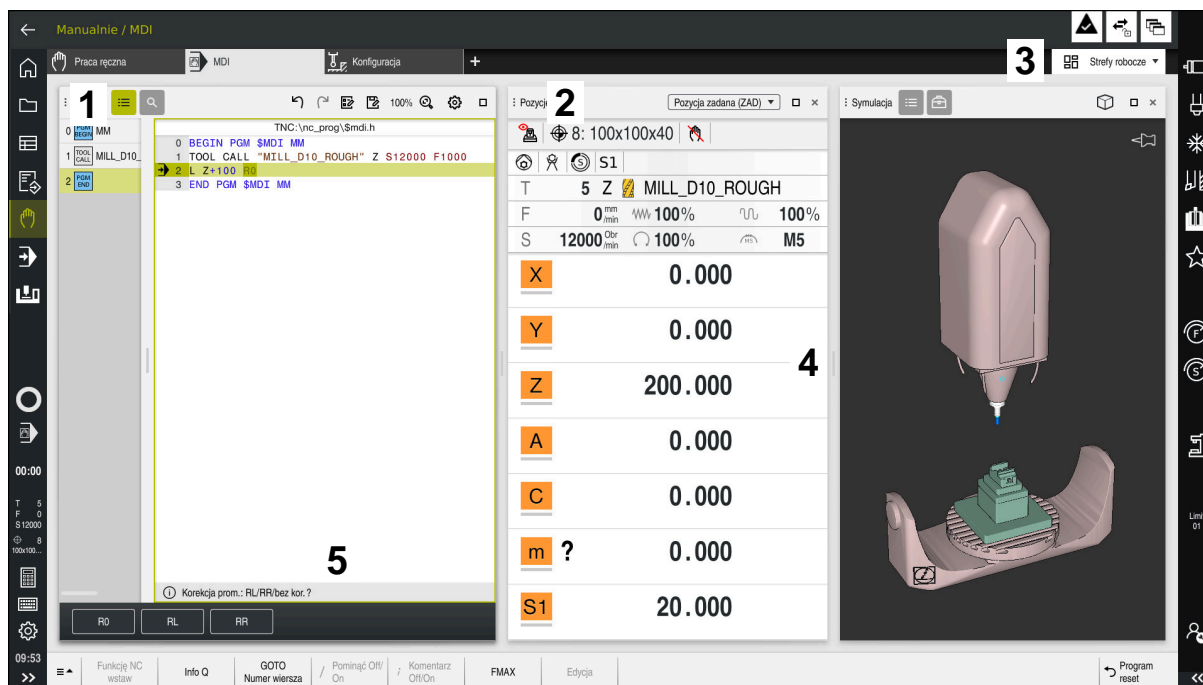 Manualnie / MDI
Praca ręczna
MDI
Konfiguracja
+
3
Strefy robocze
1
100%
2
Pozycje
Pozycja zadana (ZAD)
Symulacja
0 PGM BEGIN MM
1 TOOL CALL MILL_D10_
2 PGM END
TNC:\nc_prog\$mdi.h
0 BEGIN PGM $MDI MM
1 TOOL CALL "MILL_D10_ROUGH" Z S12000 F1000
2 L Z+100 R0
3 END PGM $MDI MM
5
Korekcja prom.: RL/RR/bez kor.?
R0
RL
RR
8: 100x100x40
S1
T 5 Z MILL_D10_ROUGH
F 0 mm/min 100% 100%
S 12000 Obr/min 100% M5
X 0.000
Y 0.000
4
Z 200.000
A 0.000
C 0.000
m ? 0.000
S1 20.000
00:00
T 5
F 0
S 12000
8
100x100...
09:53
Limit
01
Funkcję NC
wstaw
Info Q
GOTO
Numer wiersza
/ Pominąć Off/
On
; Komentarz
Off/On
FMAX
Edycja
Program
reset